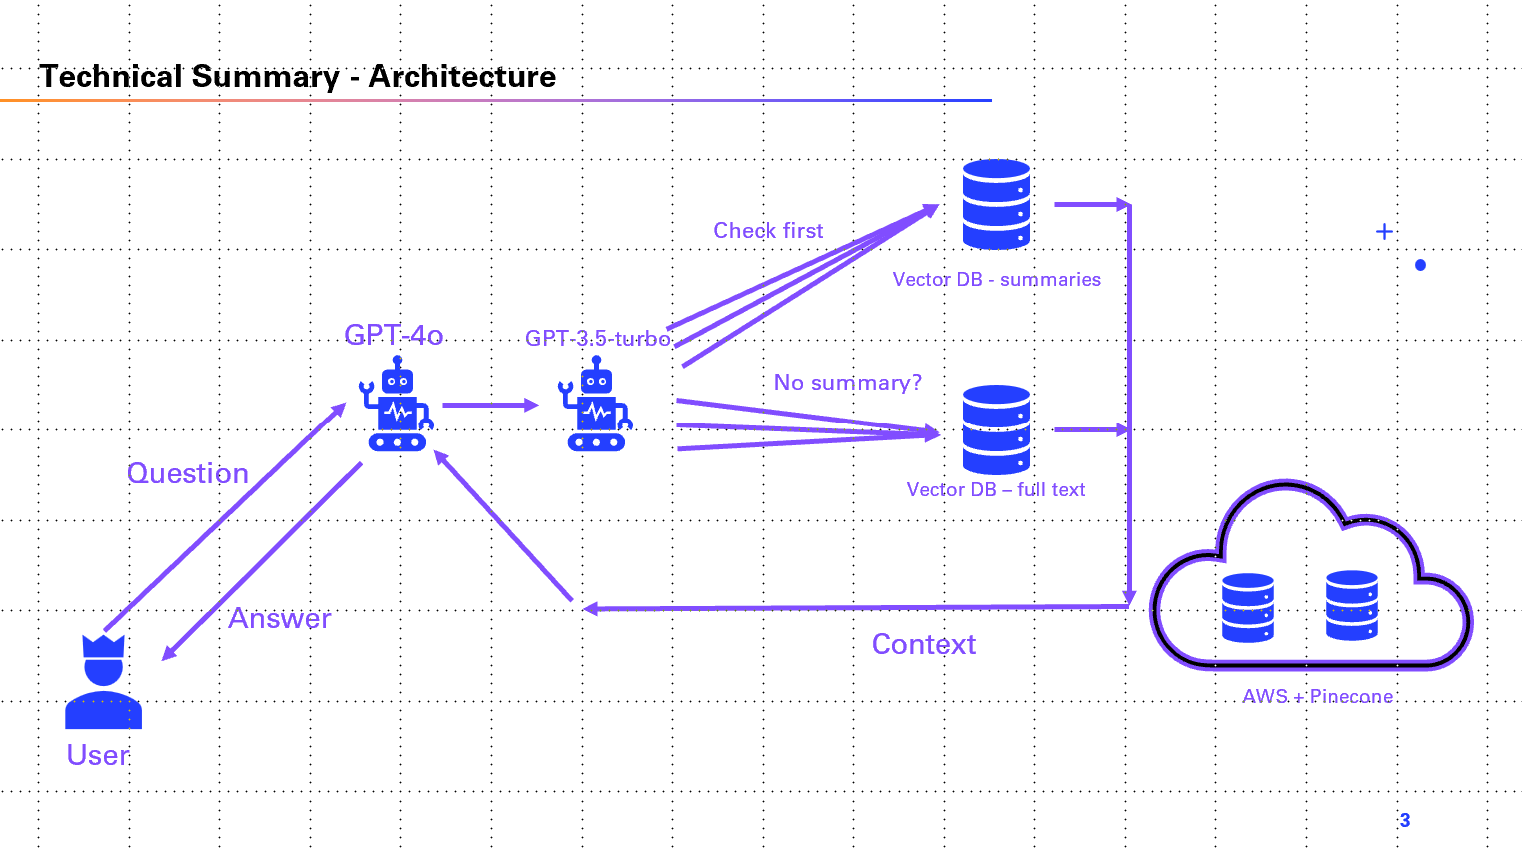 Technical Summary - Architecture
Check first
Vector DB - summaries
GPT-4o
GPT-3.5-turbo
No summary?
Question
Vector DB – full text
Answer
Context
AWS + Pinecone
User
3